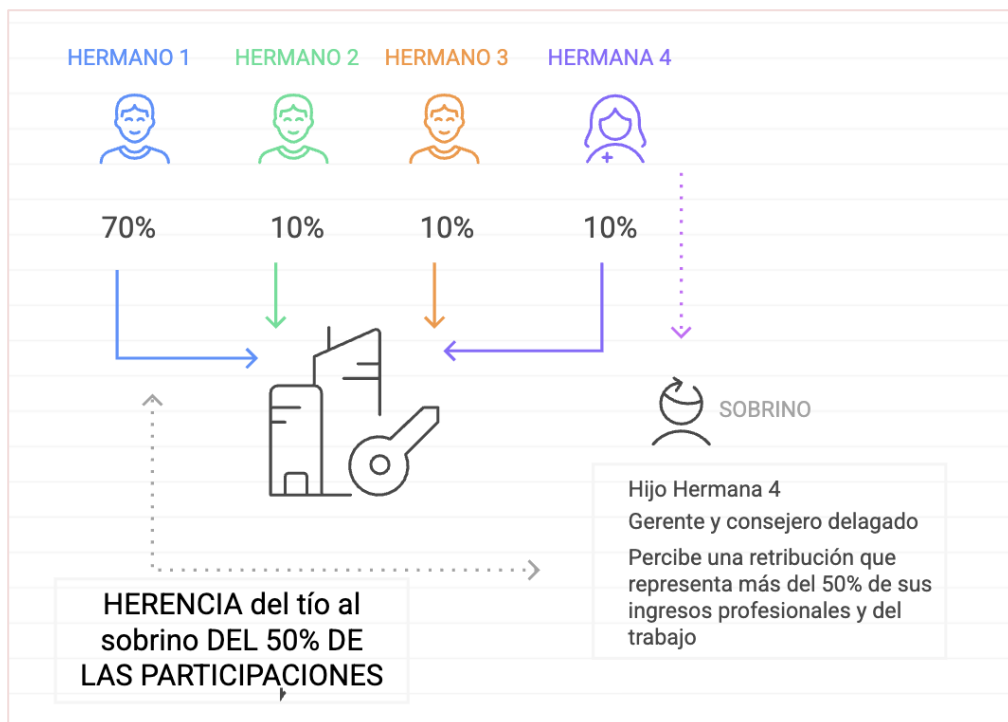 HERMANO 1 HERMANO 2 HERMANO 3 HERMANA 4
70% 10% 10% 10%
SOBRINO
Hijo Hermana 4
Gerente y consejero delagado
Percibe una retribución que
representa más del 50% de sus
ingresos profesionales y del
trabajo
HERENCIA del tío al
sobrino DEL 50% DE
LAS PARTICIPACIONES